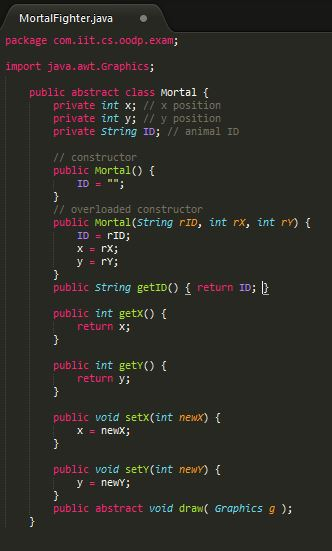 MortalFighter.java
package com.iit.cs.oodp.exam;
import java.awt.Graphics;
public abstract class Mortal {
private int x; // x position
private int y; // y position
private String ID; // animal ID
// constructor
public Mortal() {
ID = "";
}
// overloaded constructor
public Mortal(String rID, int rX, int rY) {
ID = rID;
x = rX;
y = rY;
}
public String getID() { return ID; }
public int getX() {
return x;
}
public int getY() {
return y;
}
public void setX(int newX) {
x = newX;
}
public void setY(int newY) {
y = newY;
}
public abstract void draw( Graphics g );
}